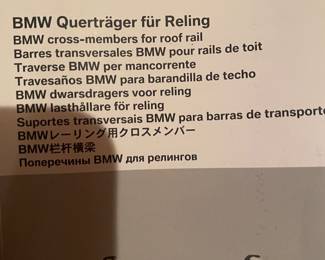 BMW Querträger für Reling
BMW cross-members for roof rail
Barres transversales BMW pour rails de toit
Traverse BMW per mancorrente
Travesaños BMW para barandilla de techo
BMW dwarsdragers voor reling
BMW lasthållare för reling
Suportes transversais BMW para barras de transporte
BMWレーリング用クロスメンバー
BMW栏杆横梁
Поперечины BMW для релингов